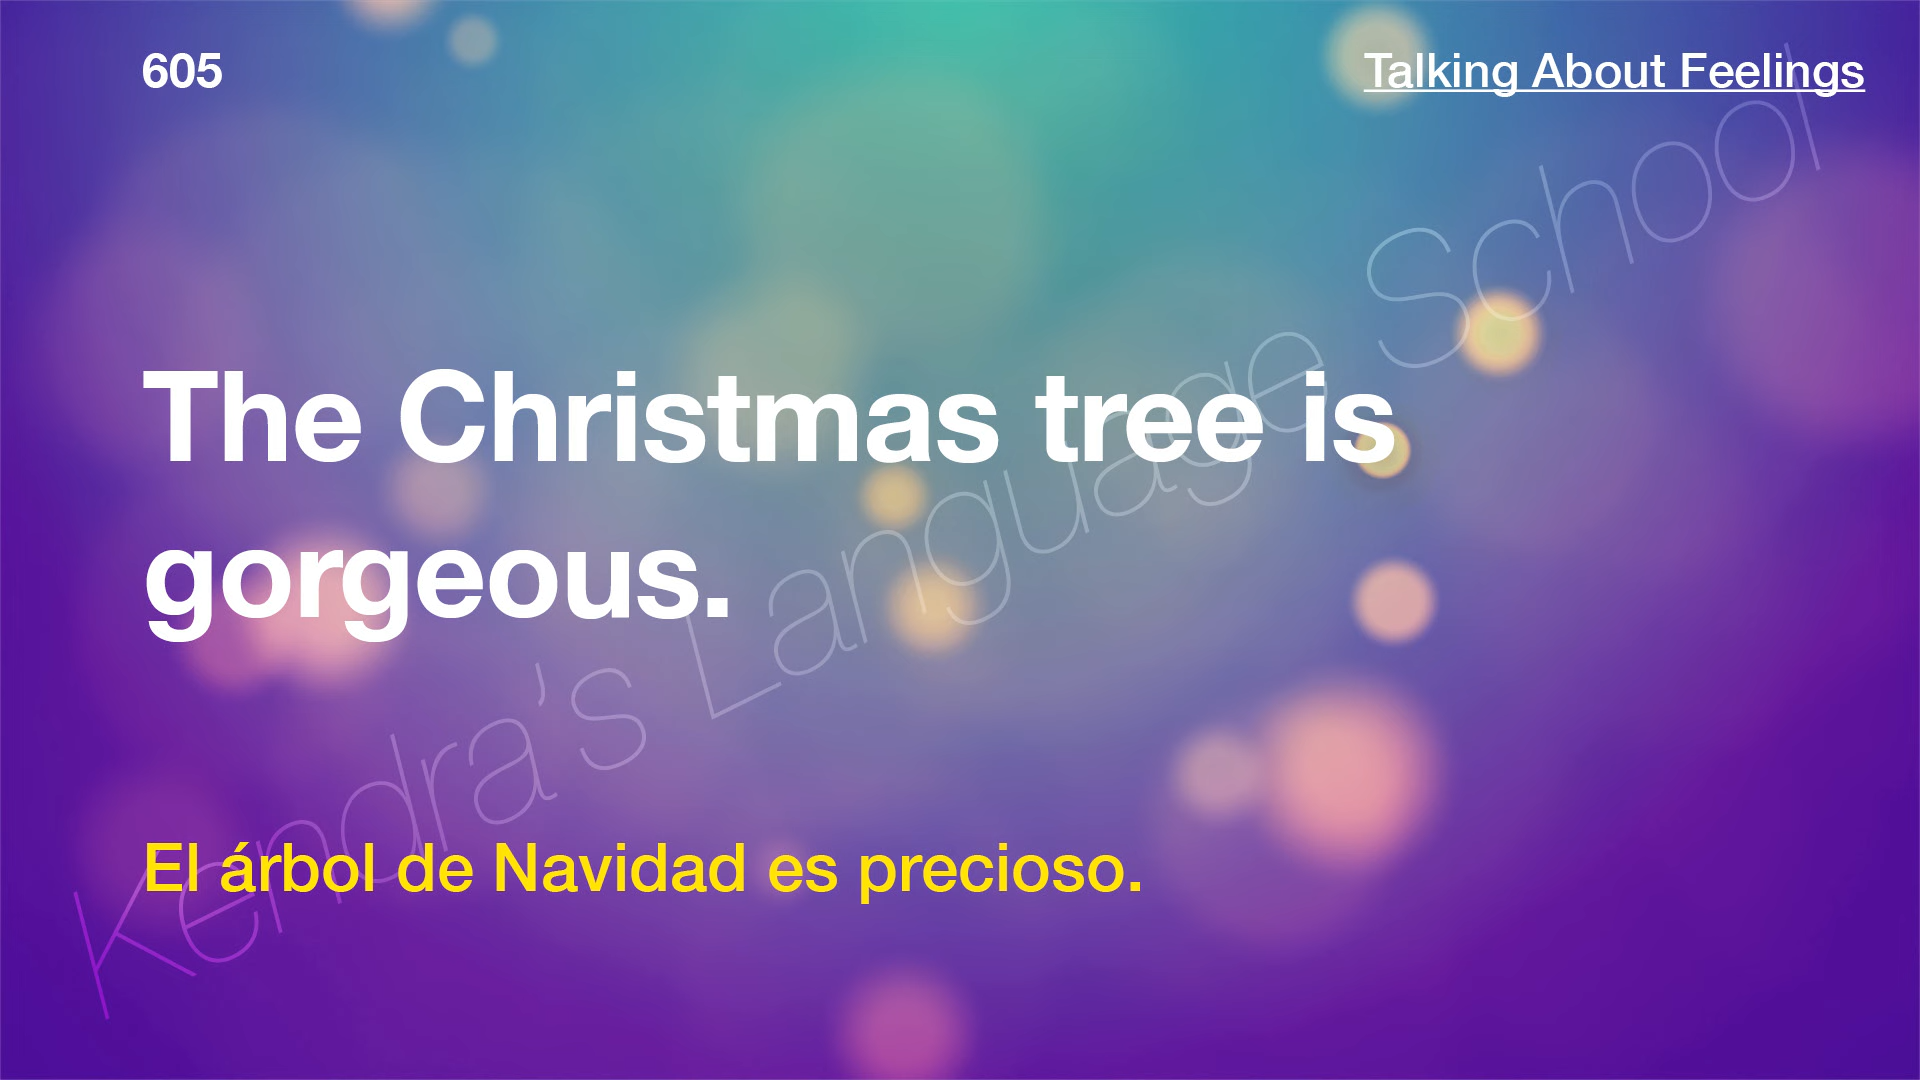 605
Talking About Feelings
The Christmas tree is
gorgeous.
El árbol de Navidad es precioso.
Kendra's Language School